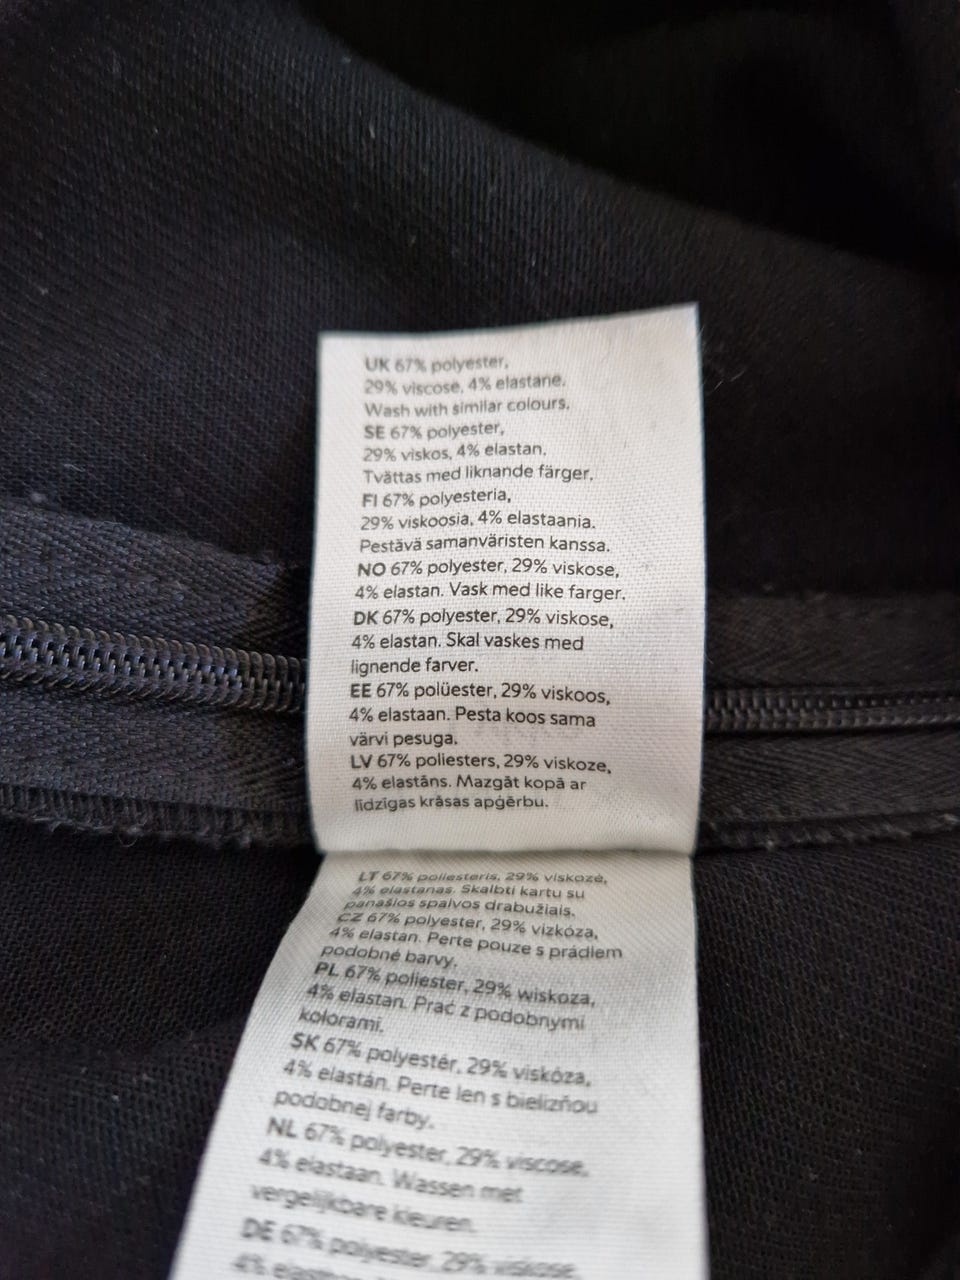 UK 67% polyester,
29% viscose, 4% elastane.
Wash with similar colours.
SE 67% polyester,
29% viskos, 4% elastan.
Tvättas med liknande färger.
FI 67% polyesteria,
29% viskoosia, 4% elastaania.
Pestävä samanväristen kanssa.
NO 67% polyester, 29% viskose,
4% elastan. Vask med like farger.
DK 67% polyester, 29% viskose,
4% elastan. Skal vaskes med
lignende farver.
EE 67% polüester, 29% viskoos,
4% elastaan. Pesta koos sama
värvi pesuga.
LV 67% poliesters, 29% viskoze,
4% elastāns. Mazgāt kopā ar
līdzīgas krāsas apģērbu.
LT 67% poliesteris, 29% viskozė,
4% elastanas. Skalbti kartu su
panašios spalvos drabužiais.
CZ 67% polyester, 29% vizkóza,
4% elastan. Perte pouze s prádlem
podobné barvy.
PL 67% poliester, 29% wiskoza,
4% elastan. Prać z podobnymi
kolorami.
SK 67% polyestér, 29% viskóza,
4% elastán. Perte len s bielizňou
podobnej farby.
NL 67% polyester, 29% viscose,
4% elastaan. Wassen met
vergelijkbare kleuren.
DE 67% polyester, 29% viskose,
4%